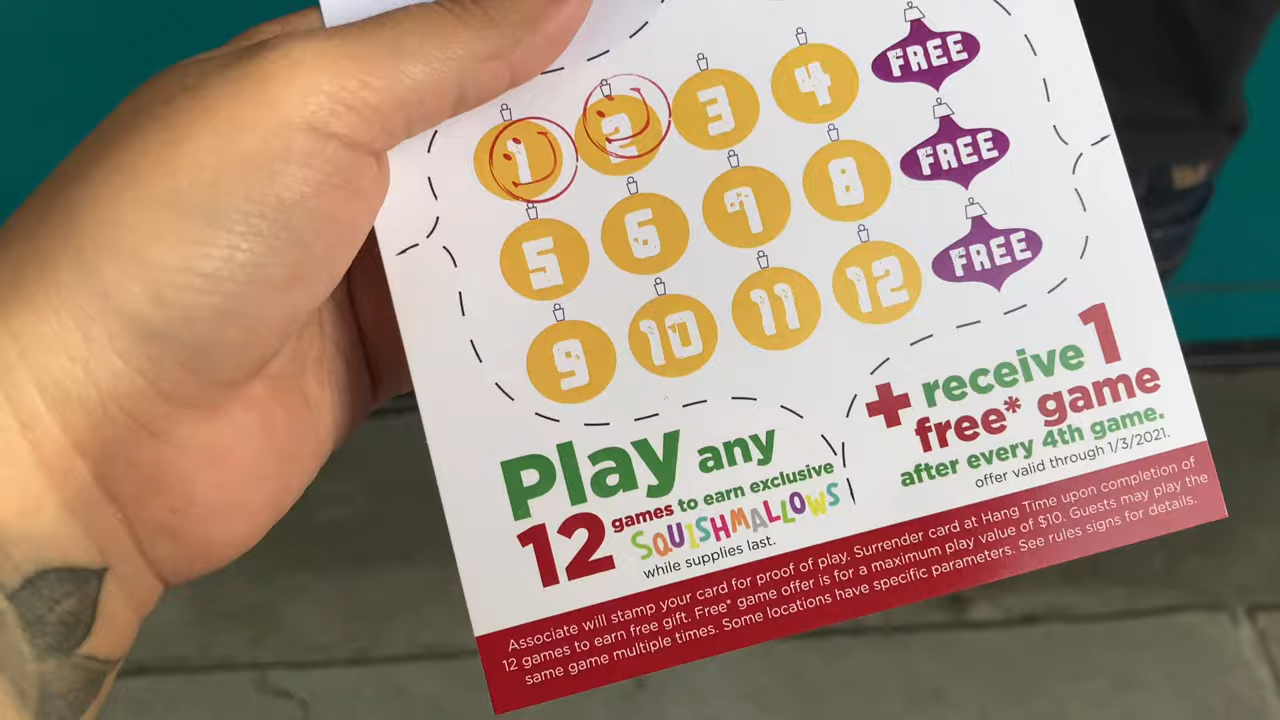 1 2 3 4 FREE
5 6 7 8 FREE
9 10 11 12 FREE
Play any
12 games to earn exclusive
SQUISHMALLOWS
while supplies last.
+ receive 1
free* game
after every 4th game.
offer valid through 1/3/2021.
Associate will stamp your card for proof of play. Surrender card at Hang Time upon completion of
12 games to earn free gift. Free* game offer is for a maximum play value of $10. Guests may play the
same game multiple times. Some locations have specific parameters. See rules signs for details.